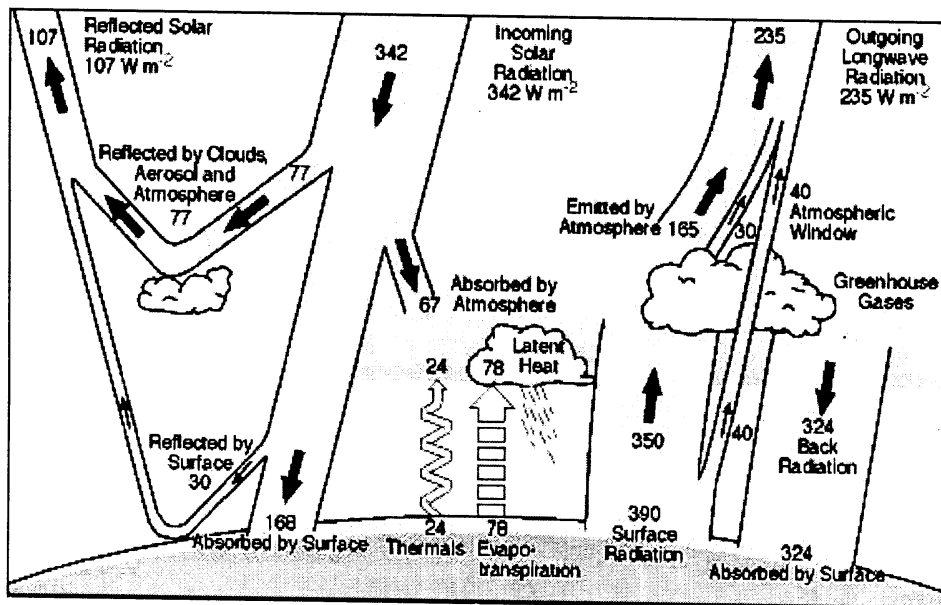 107
Reflected Solar
Radiation
107 W m⁻²
342
Incoming
Solar
Radiation
342 W m⁻²
235
Outgoing
Longwave
Radiation
235 W m⁻²
Reflected by Clouds,
Aerosol and
Atmosphere
77
77
Emitted by
Atmosphere 165
30
40
Atmospheric
Window
Greenhouse
Gases
67
Absorbed by
Atmosphere
24
78
Latent
Heat
350
40
324
Back
Radiation
Reflected by
Surface
30
168
Absorbed by Surface
24
Thermals
78
Evapo-
transpiration
390
Surface
Radiation
324
Absorbed by Surface